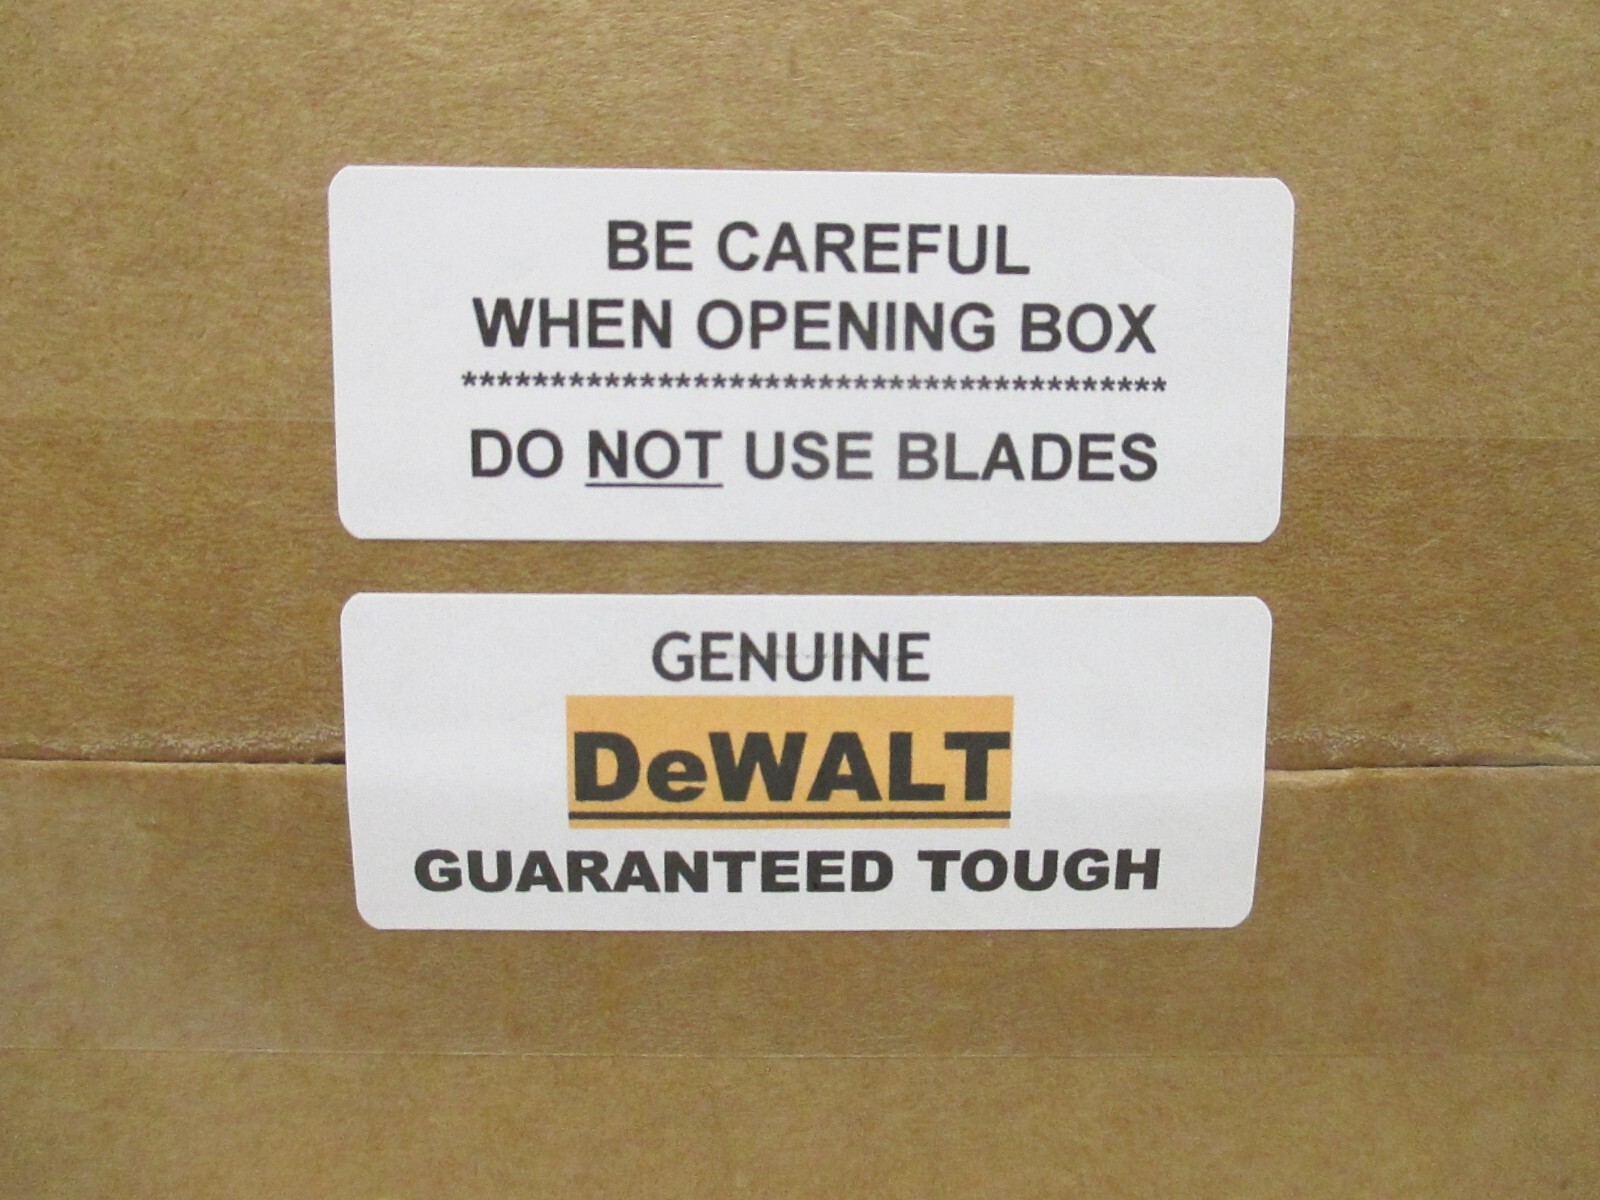 BE CAREFUL
WHEN OPENING BOX
***************************************
DO NOT USE BLADES
GENUINE
DeWALT
GUARANTEED TOUGH